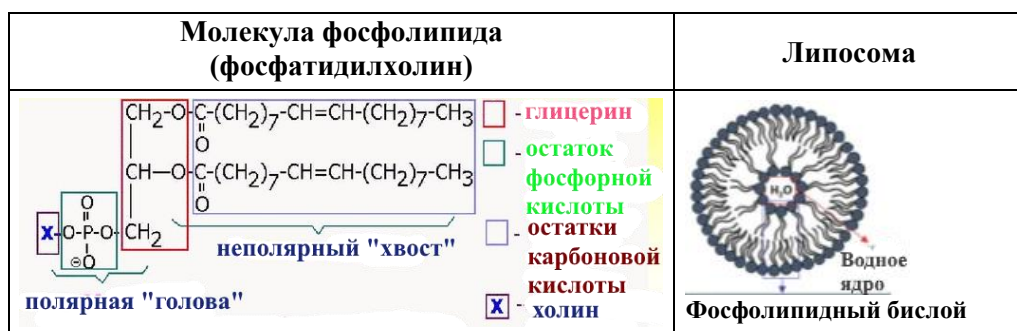 Молекула фосфолипида
(фосфатидилхолин)
Липосома
CH₂-O-C-(CH₂)₇-CH=CH-(CH₂)₇-CH₃
O
CH—O-C-(CH₂)₇-CH=CH-(CH₂)₇-CH₃
O
O
X-O-P-O-CH₂
⊖O
неполярный "хвост"
полярная "голова"
- глицерин
- остаток
фосфорной
кислоты
- остатки
карбоновой
кислоты
X - холин
H₂O
Водное
ядро
Фосфолипидный бислой